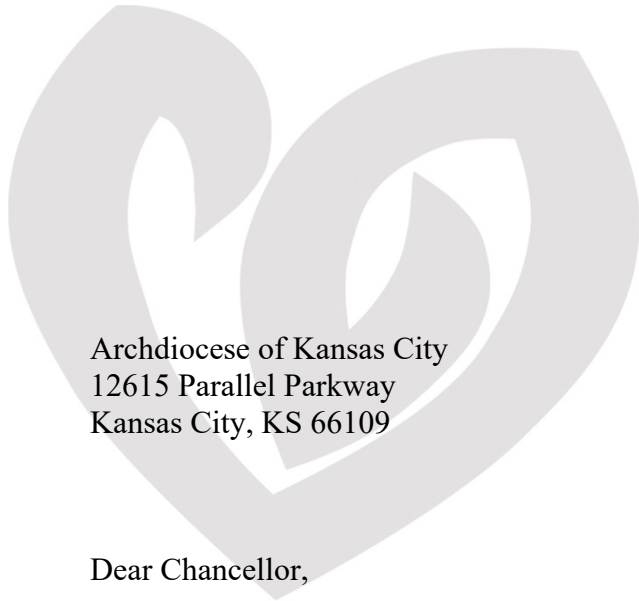 Archdiocese of Kansas City
12615 Parallel Parkway
Kansas City, KS 66109
Dear Chancellor,